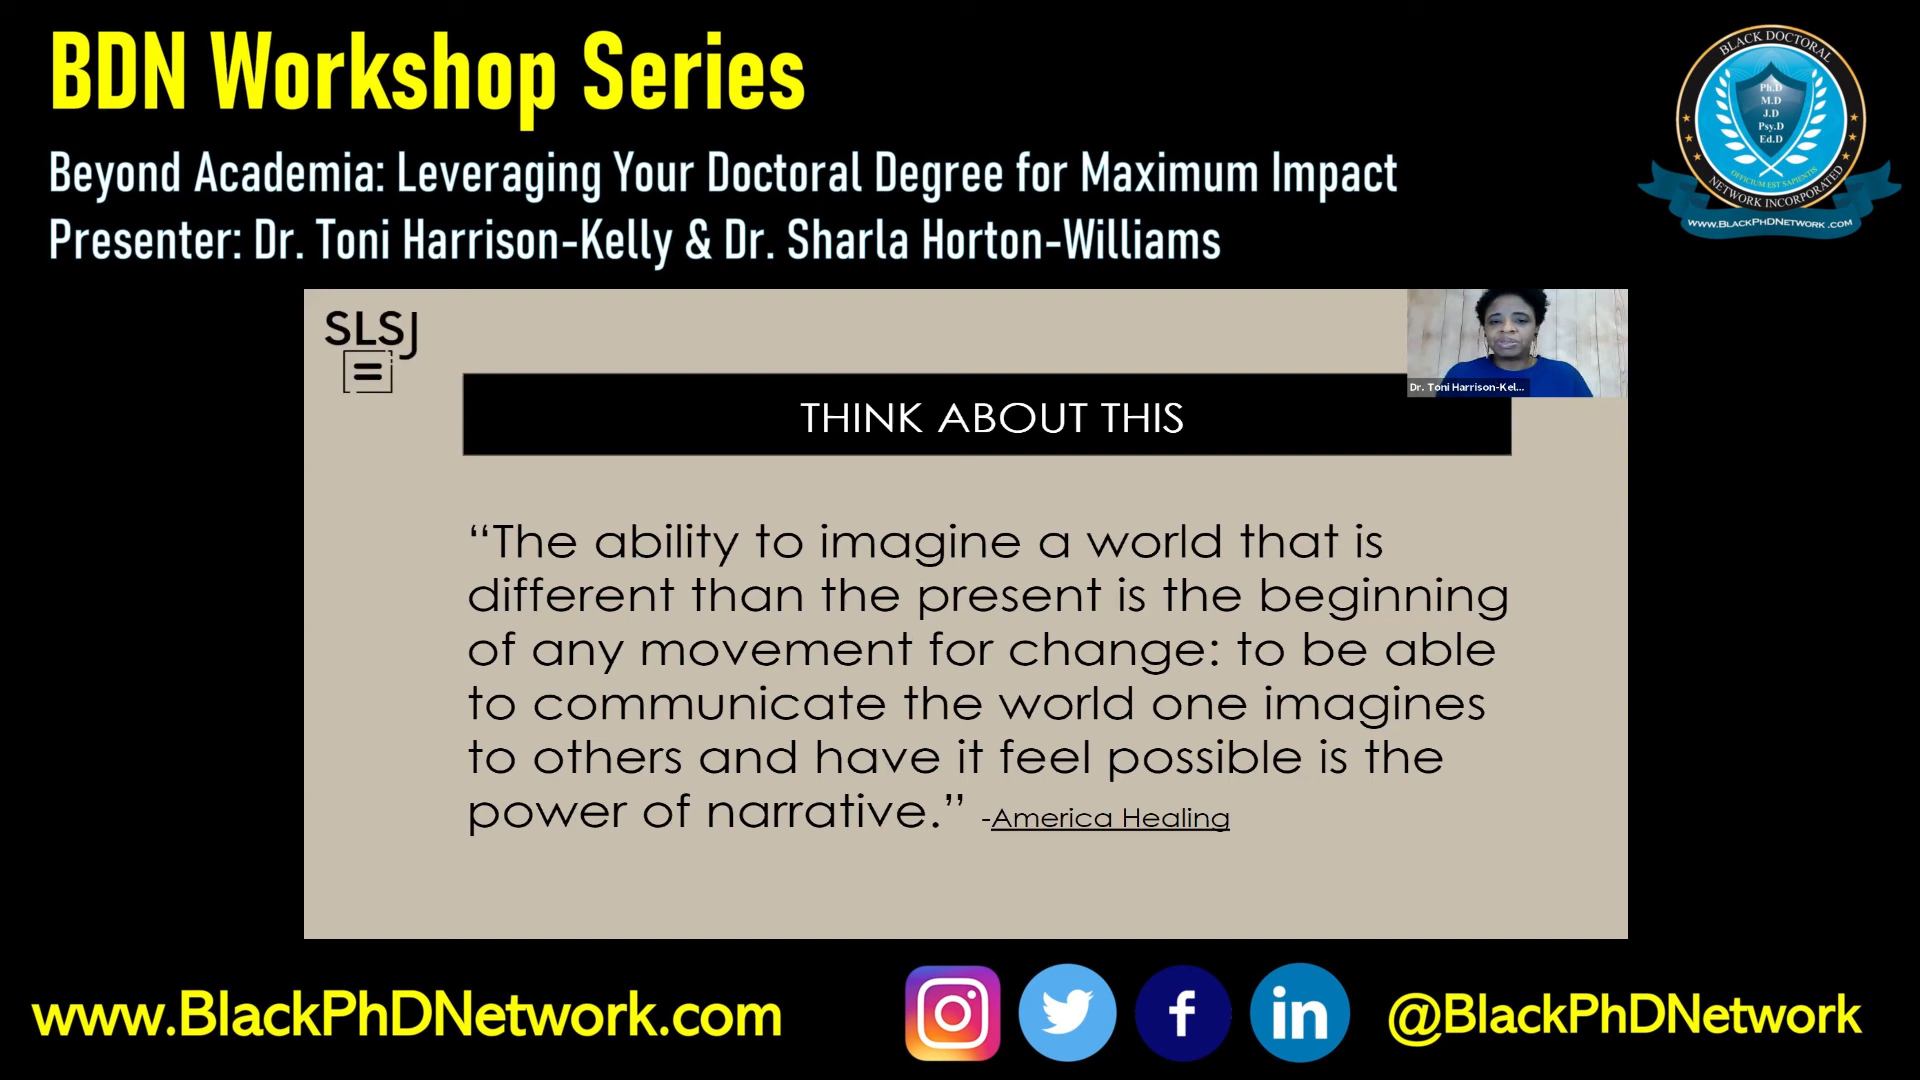 BDN Workshop Series
Beyond Academia: Leveraging Your Doctoral Degree for Maximum Impact
Presenter: Dr. Toni Harrison-Kelly & Dr. Sharla Horton-Williams
BLACK DOCTORAL
Ph.D
M.D
J.D
Psy.D
Ed.D
OFFICIUM EST SAPIENTIS
NETWORK INCORPORATED
www.BlackPhDNetwork.com
SLSJ
=
Dr. Toni Harrison-Kel...
THINK ABOUT THIS
“The ability to imagine a world that is
different than the present is the beginning
of any movement for change: to be able
to communicate the world one imagines
to others and have it feel possible is the
power of narrative.” -America Healing
www.BlackPhDNetwork.com
f
in
@BlackPhDNetwork